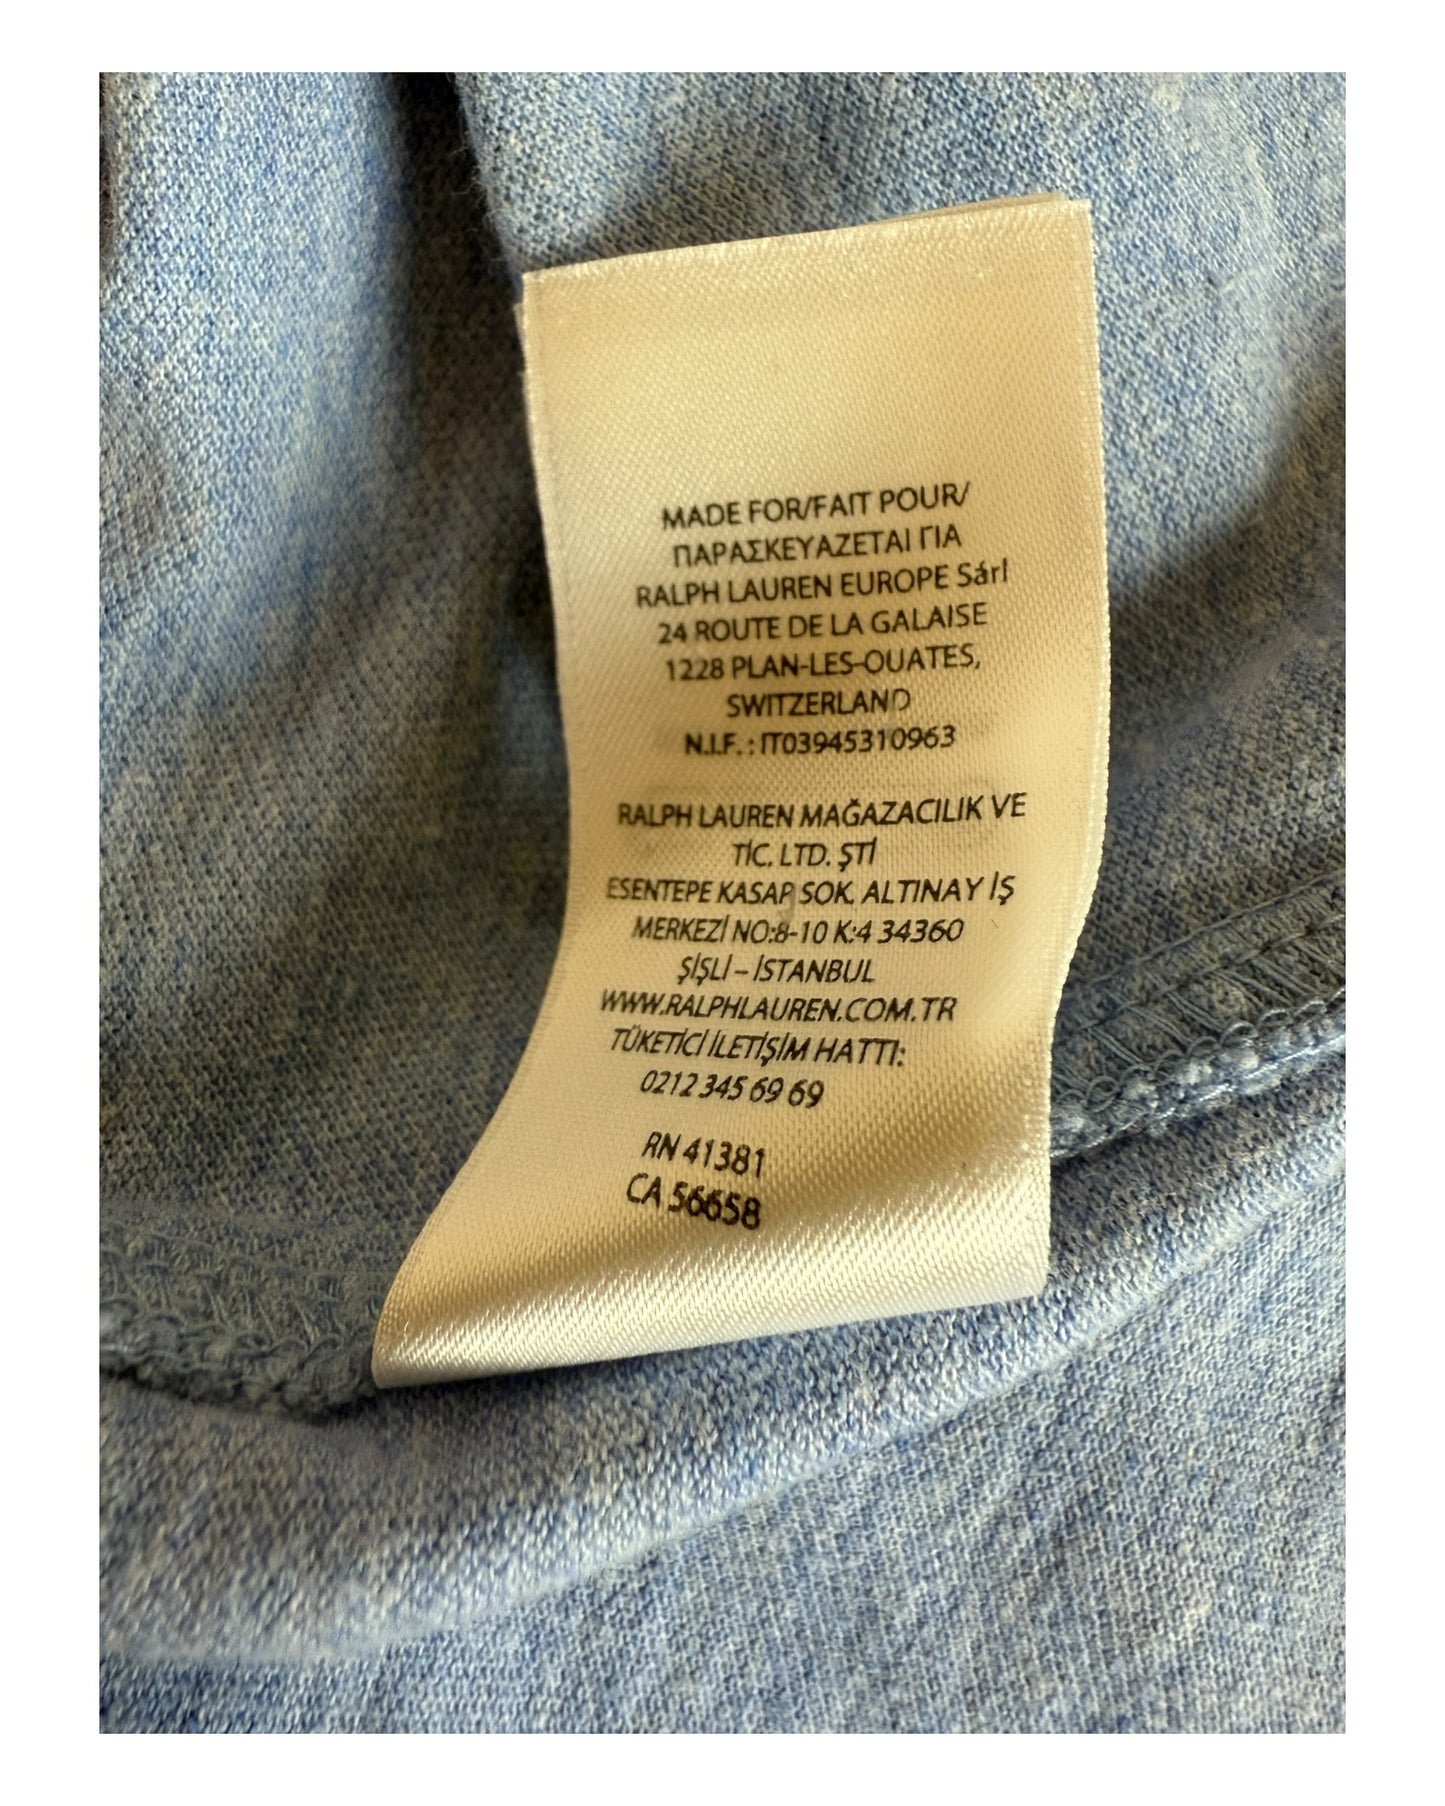 MADE FOR/FAIT POUR/
ΠΑΡΑΣΚΕΥΑΖΕΤΑΙ ΓΙΑ
RALPH LAUREN EUROPE Sárl
24 ROUTE DE LA GALAISE
1228 PLAN-LES-OUATES,
SWITZERLAND
N.I.F. : IT03945310963
RALPH LAUREN MAĞAZACILIK VE
TİC. LTD. ŞTİ
ESENTEPE KASAP SOK. ALTINAY İŞ
MERKEZİ NO:8-10 K:4 34360
ŞİŞLİ – İSTANBUL
WWW.RALPHLAUREN.COM.TR
TÜKETİCİ İLETİŞİM HATTI:
0212 345 69 69
RN 41381
CA 56658